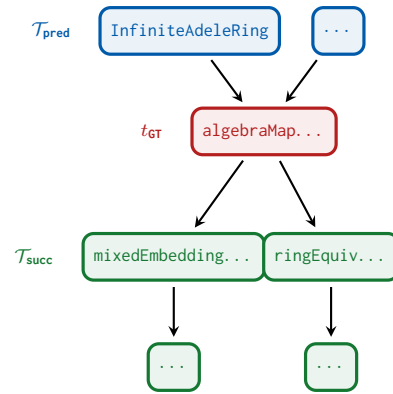 𝒯pred InfiniteAdeleRing ...
tGT algebraMap...
𝒯succ mixedEmbedding... ringEquiv...
... ...